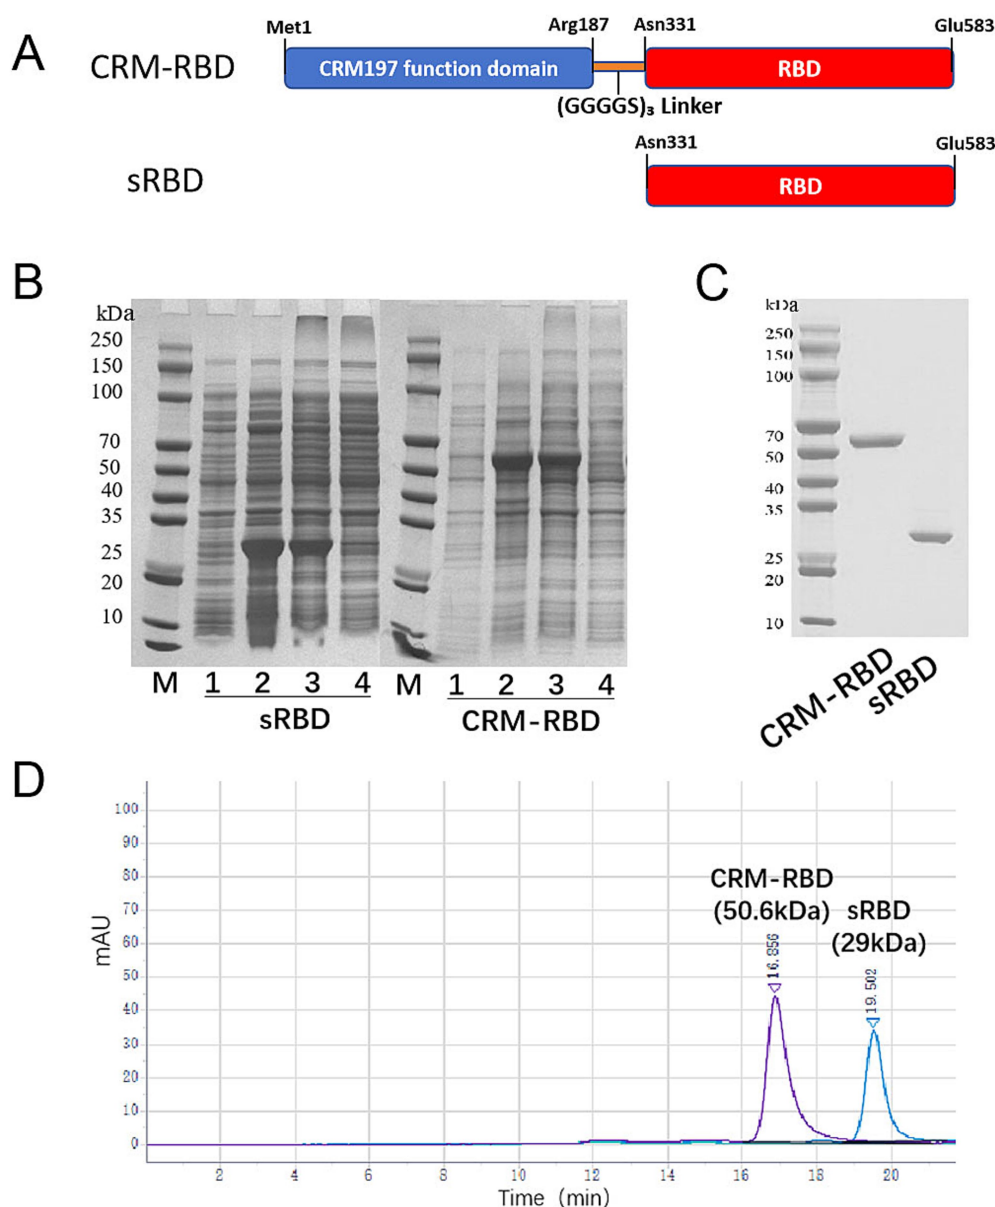 A
Met1
Arg187
Asn331
Glu583
CRM-RBD
CRM197 function domain
RBD
(GGGGS)₃ Linker
Asn331
Glu583
sRBD
RBD
B
kDa
250
150
100
70
50
40
35
25
20
10
M 1 2 3 4 M 1 2 3 4
sRBD CRM-RBD
C
kDa
250
150
100
70
50
40
35
25
20
10
CRM-RBD
sRBD
D
100
90
80
70
60
50
40
30
20
10
0
mAU
CRM-RBD
(50.6kDa)
sRBD
(29kDa)
16.856
19.502
2 4 6 8 10 12 14 16 18 20
Time (min)